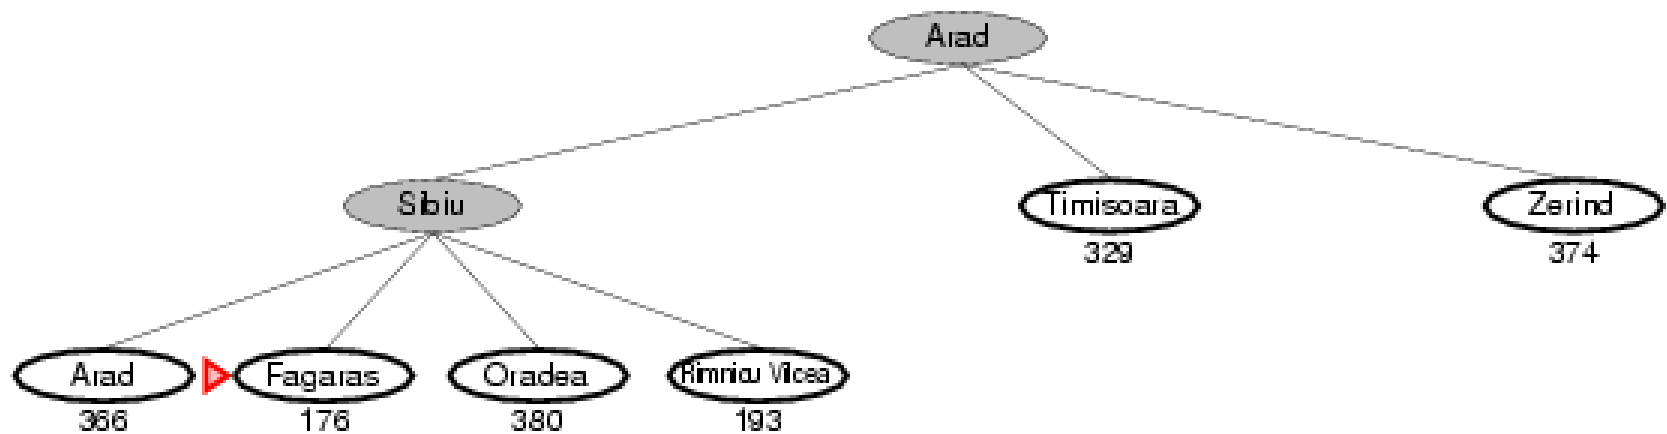 Arad
Sibiu
Timisoara
Zerind
329
374
Arad
Fagaras
Oradea
Rimnicu Vilcea
366
176
380
193